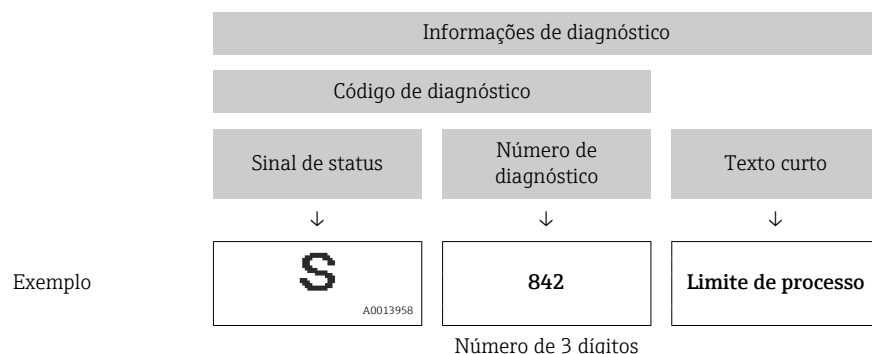 Informações de diagnóstico
Código de diagnóstico
Sinal de status
Número de
diagnóstico
Texto curto
↓ ↓ ↓
Exemplo
S
A0013958
842
Limite de processo
Número de 3 dígitos